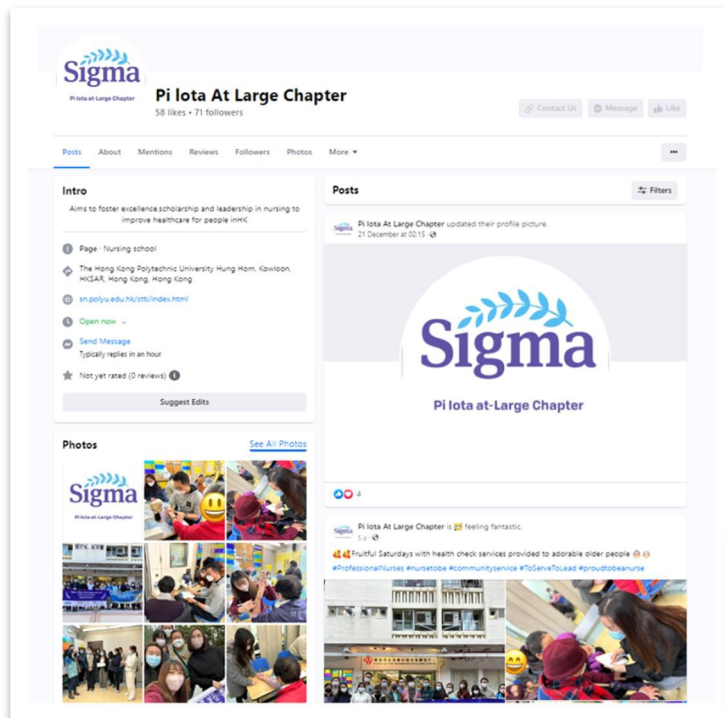 Sigma
Pi Iota at-Large Chapter
Pi Iota At Large Chapter
58 likes • 71 followers
Contact Us
Message
Like
Posts
About
Mentions
Reviews
Followers
Photos
More
Intro
Aims to foster excellence,scholarship and leadership in nursing to
improve healthcare for people inHK
Page · Nursing school
The Hong Kong Polytechnic University Hung Hom, Kowloon,
HKSAR, Hong Kong, Hong Kong
sn.polyu.edu.hk/stti/index.html
Open now
Send Message
Typically replies in an hour
Not yet rated (0 reviews)
Suggest Edits
Photos
See All Photos
Sigma
Pi Iota at-Large Chapter
Posts
Filters
Sigma
Pi Iota At Large Chapter updated their profile picture.
21 December at 02:15
Sigma
Pi Iota at-Large Chapter
4
Sigma
Pi Iota At Large Chapter is feeling fantastic.
5 d
Fruitful Saturdays with health check services provided to adorable older people
#ProfessionalNurses #nursetobe #communityservice #ToServeToLead #proudtobeanurse